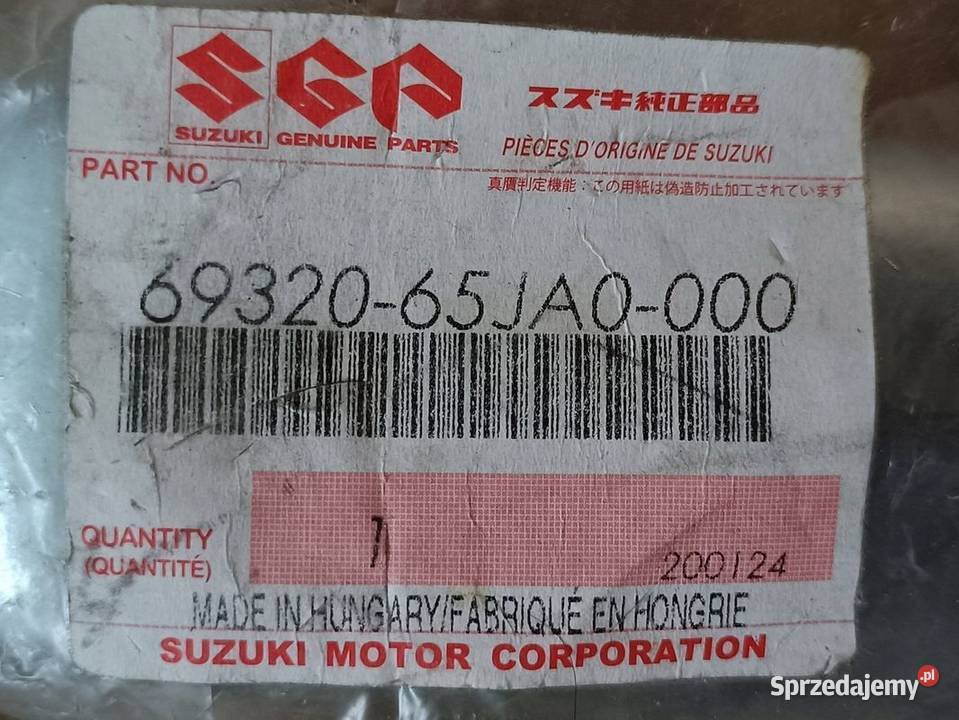 SGP
SUZUKI GENUINE PARTS
スズキ純正部品
PIÈCES D'ORIGINE DE SUZUKI
PART NO.
真贋判定機能：この用紙は偽造防止加工されています
69320-65JA0-000
QUANTITY
(QUANTITÉ)
1
200124
MADE IN HUNGARY/FABRIQUÉ EN HONGRIE
SUZUKI MOTOR CORPORATION
Sprzedajemy.pl